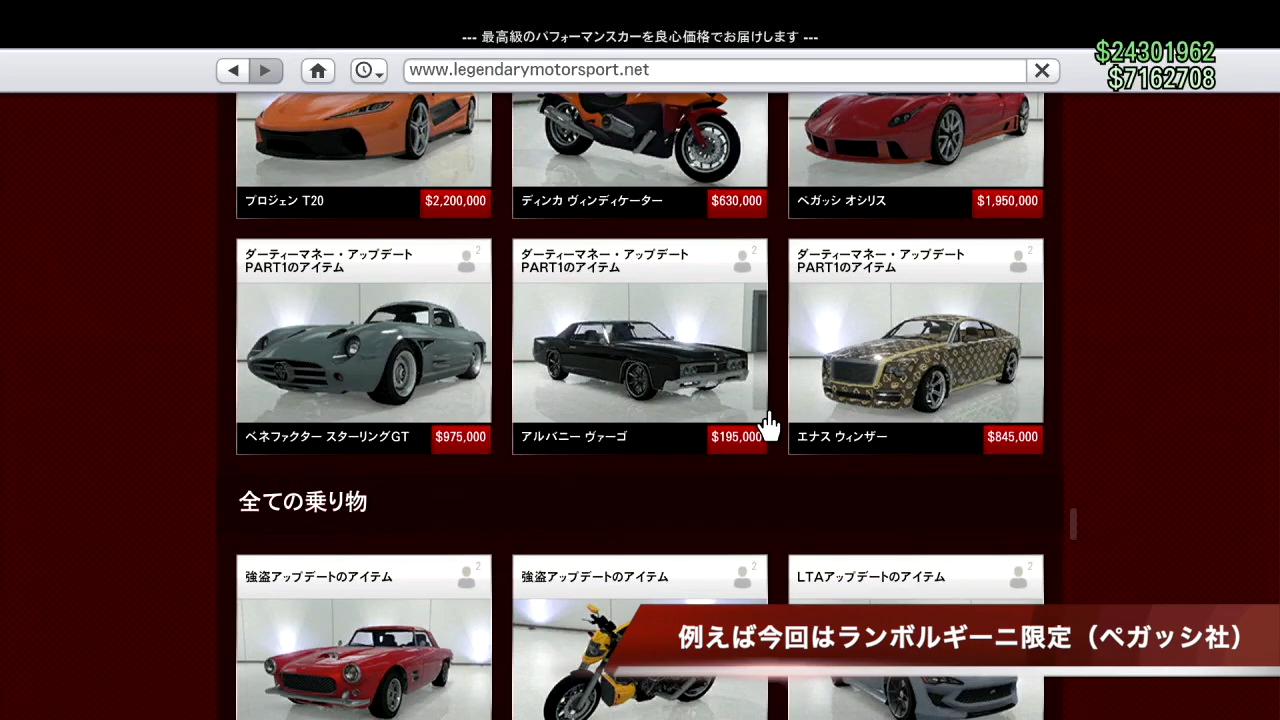 --- 最高級のパフォーマンスカーを良心価格でお届けします ---
www.legendarymotorsport.net
$24301962
$7162708
プロジェン T20
$2,200,000
ディンカ ヴィンディケーター
$630,000
ペガッシ オシリス
$1,950,000
ダーティーマネー・アップデート
PART1のアイテム
2
ダーティーマネー・アップデート
PART1のアイテム
2
ダーティーマネー・アップデート
PART1のアイテム
2
ベネファクター スターリングGT
$975,000
アルバニー ヴァーゴ
$195,000
エナス ウィンザー
$845,000
全ての乗り物
強盗アップデートのアイテム
2
強盗アップデートのアイテム
2
LTAアップデートのアイテム
2
例えば今回はランボルギーニ限定（ペガッシ社）